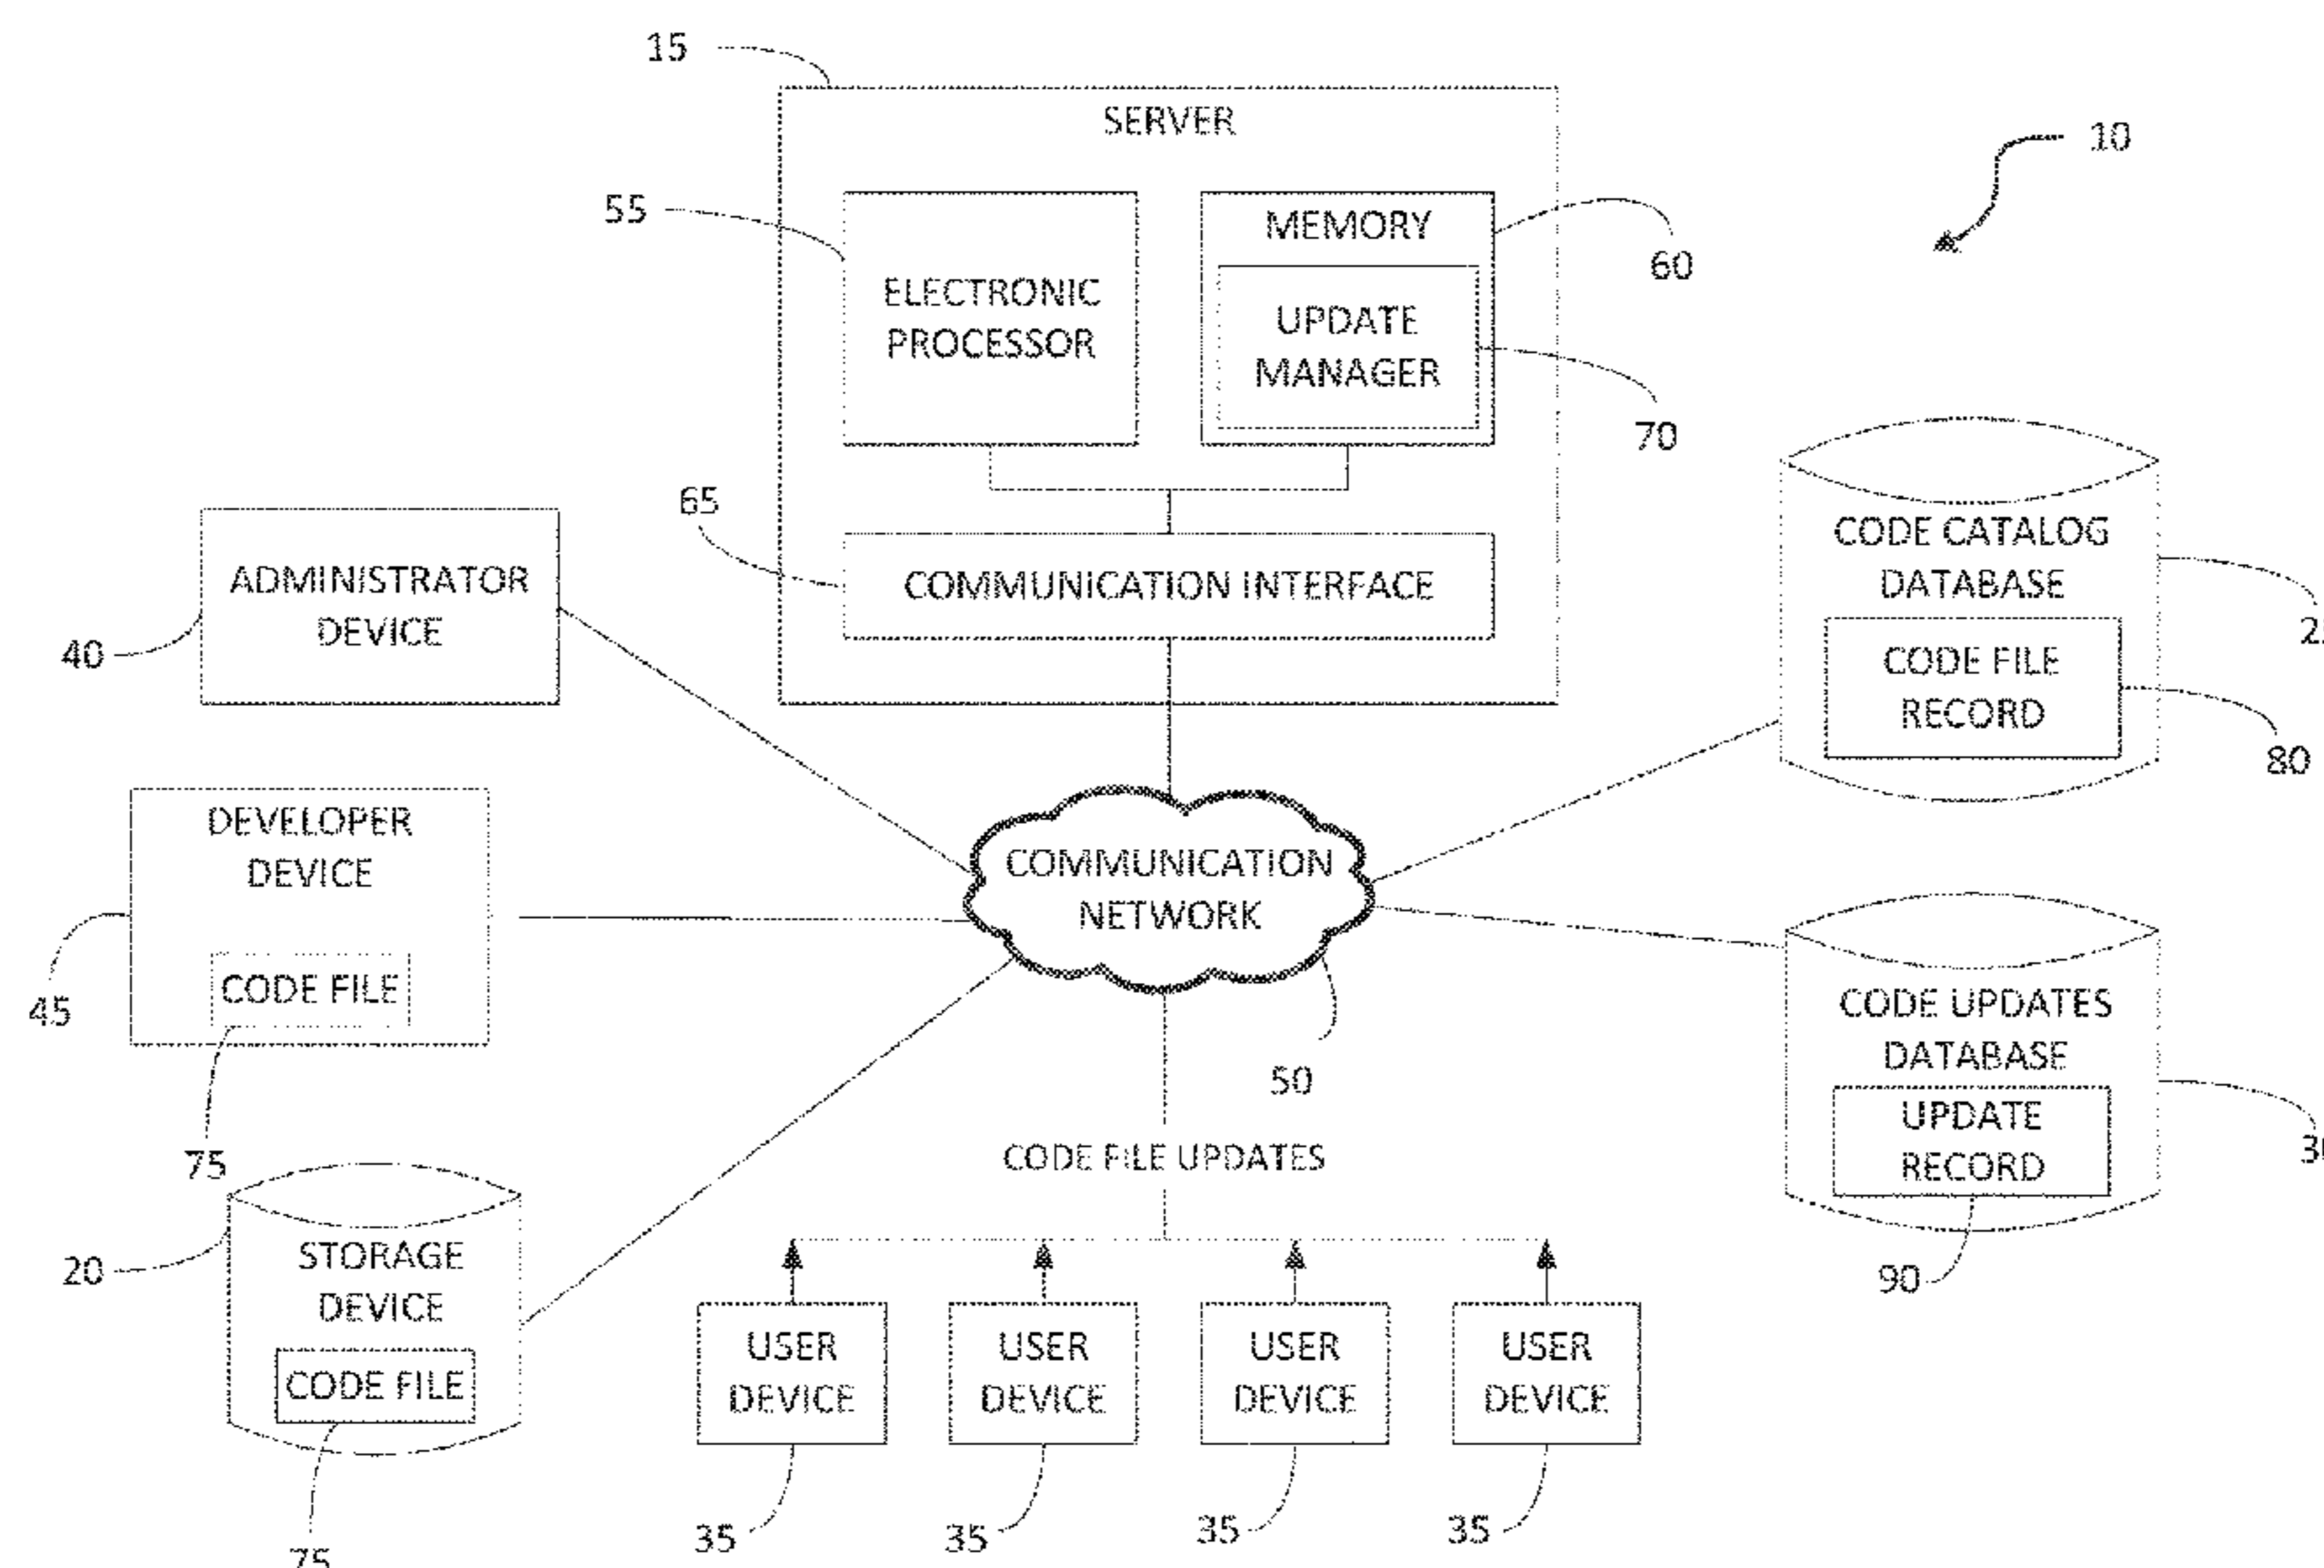 15
SERVER
10
55
ELECTRONIC
PROCESSOR
MEMORY
60
UPDATE
MANAGER
70
65
COMMUNICATION INTERFACE
ADMINISTRATOR
DEVICE
40
CODE CATALOG
DATABASE
CODE FILE
RECORD
80
DEVELOPER
DEVICE
CODE FILE
45
75
COMMUNICATION
NETWORK
50
CODE UPDATES
DATABASE
UPDATE
RECORD
90
CODE FILE UPDATES
20
STORAGE
DEVICE
CODE FILE
75
USER
DEVICE
USER
DEVICE
USER
DEVICE
USER
DEVICE
35
35
35
35